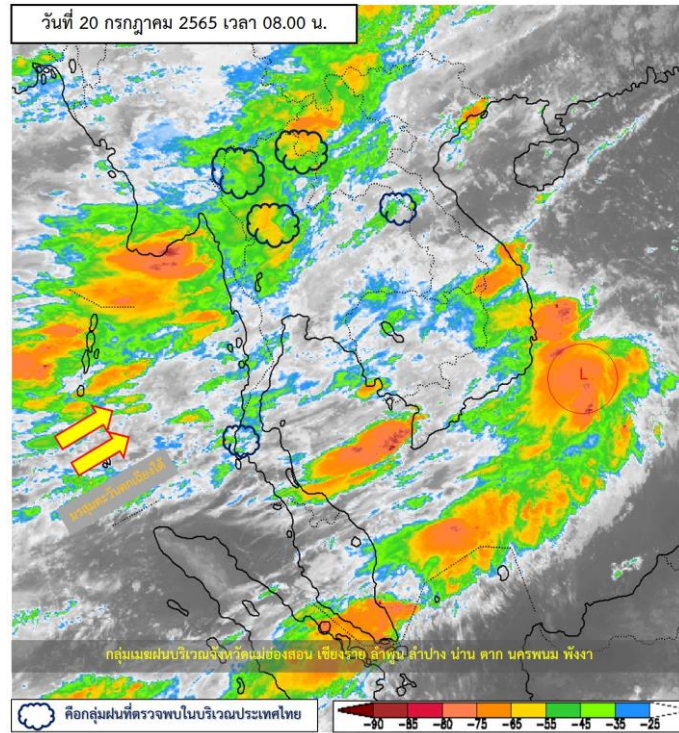 วันที่ 20 กรกฎาคม 2565 เวลา 08.00 น.
L
มรสุมตะวันตกเฉียงใต้
กลุ่มเมฆฝนบริเวณจังหวัดแม่ฮ่องสอน เชียงราย ลำพูน ลำปาง น่าน ตาก นครพนม พังงา
คือกลุ่มฝนที่ตรวจพบในบริเวณประเทศไทย
-90 -85 -80 -75 -65 -55 -45 -35 -25